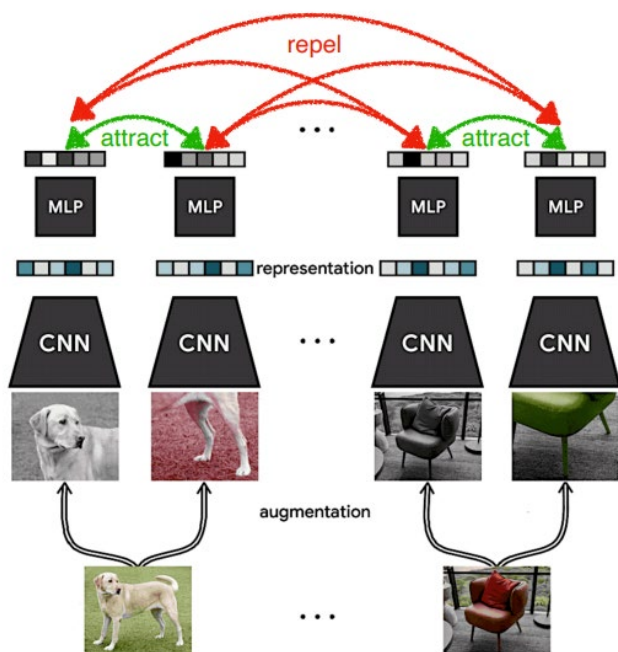 repel
attract
attract
...
MLP
MLP
MLP
MLP
representation
CNN
CNN
...
CNN
CNN
augmentation
...